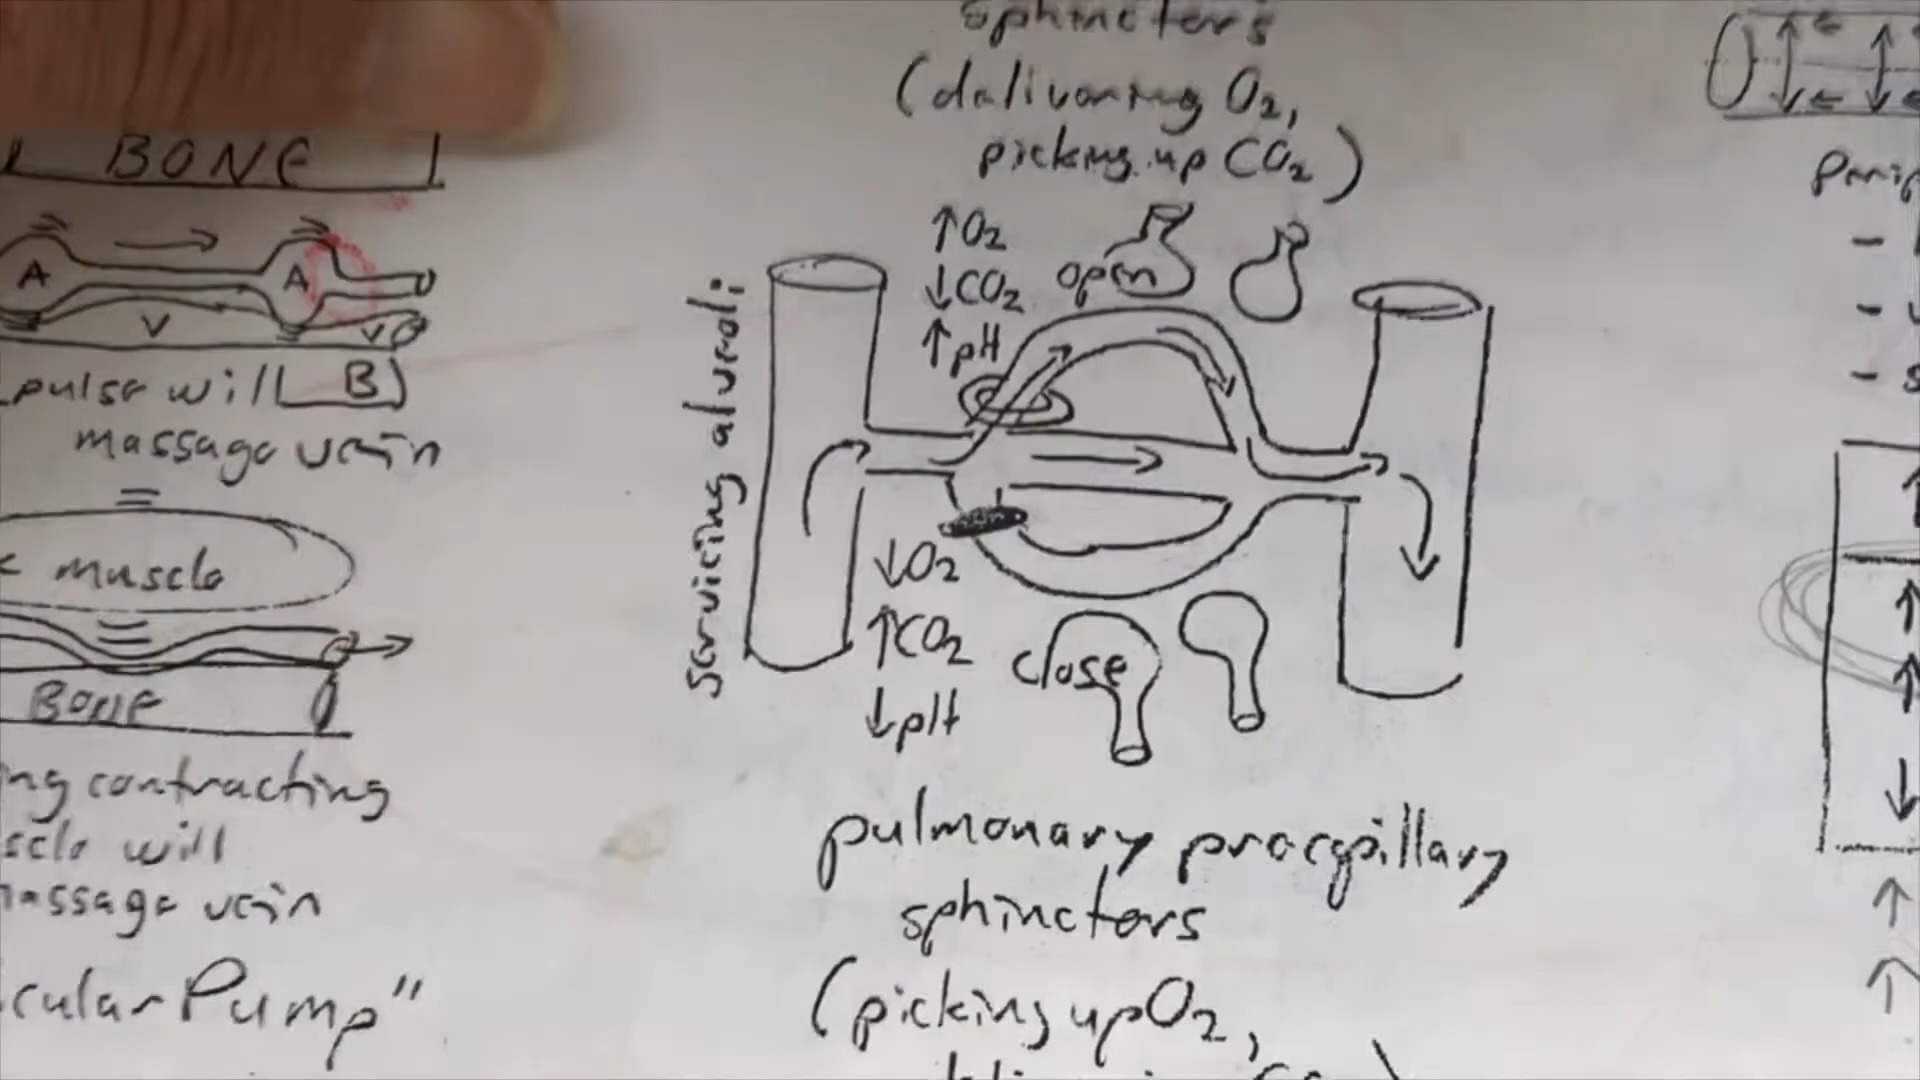 BONE
A
A
V
V
pulse will
B
massage vein
muscle
BONE
contracting
will
massage vein
Pump"
sphincters
(delivering O₂,
picking up CO₂)
↑O₂
↓CO₂
↑pH
open
Servicing alveoli
↓O₂
↑CO₂
↓pH
close
pulmonary precapillary
sphincters
(picking up O₂,